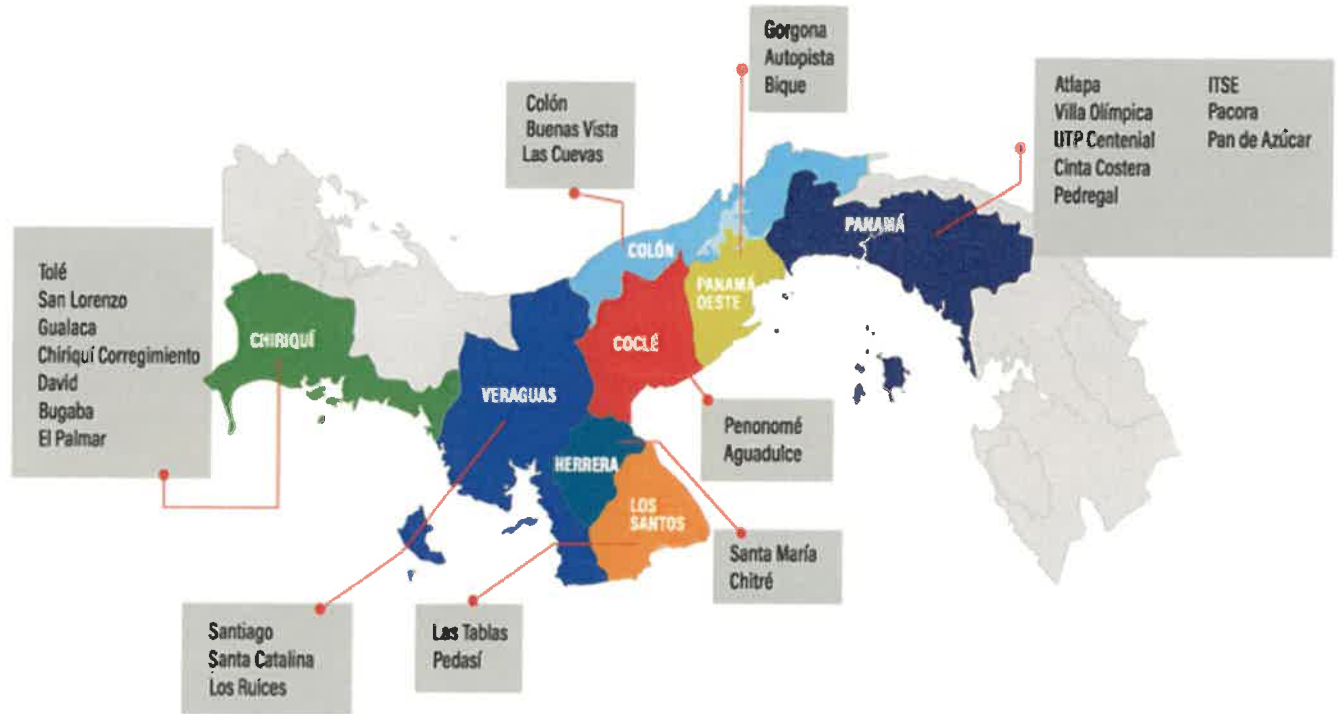 Gorgona
Autopista
Bique
Atlapa
Villa Olímpica
UTP Centenial
Cinta Costera
Pedregal
ITSE
Pacora
Pan de Azúcar
Colón
Buenas Vista
Las Cuevas
Tolé
San Lorenzo
Gualaca
Chiriquí Corregimiento
David
Bugaba
El Palmar
CHIRIQUÍ
VERAGUAS
COLÓN
COCLÉ
PANAMÁ
OESTE
PANAMÁ
HERRERA
LOS
SANTOS
Penonomé
Aguadulce
Santa María
Chitré
Santiago
Santa Catalina
Los Ruíces
Las Tablas
Pedasí